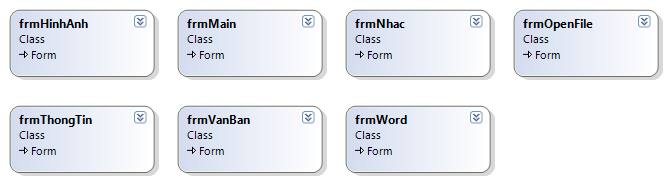 frmHinhAnh
Class
Form
frmMain
Class
Form
frmNhac
Class
Form
frmOpenFile
Class
Form
frmThongTin
Class
Form
frmVanBan
Class
Form
frmWord
Class
Form